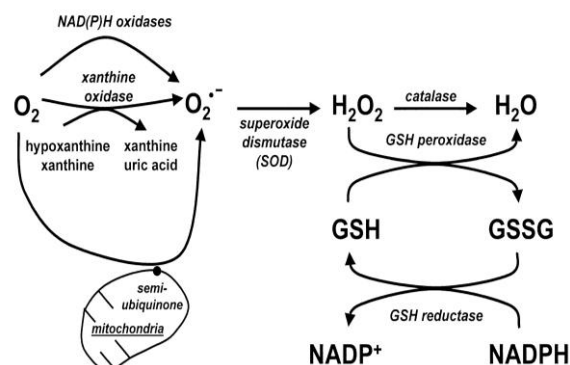 NAD(P)H oxidases
xanthine
oxidase
O₂
O₂•⁻
H₂O₂
catalase
H₂O
hypoxanthine
xanthine
xanthine
uric acid
superoxide
dismutase
(SOD)
GSH peroxidase
GSH
GSSG
semi-
ubiquinone
mitochondria
GSH reductase
NADP⁺
NADPH